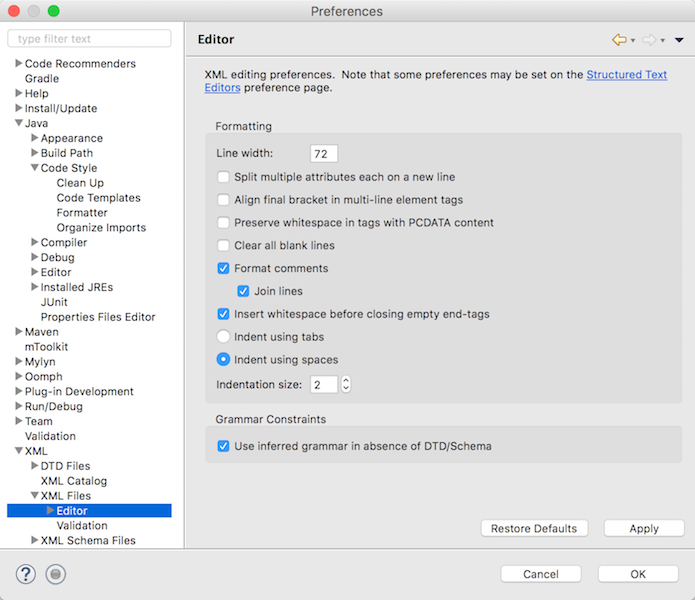 Preferences
type filter text
Code Recommenders
Gradle
Help
Install/Update
Java
Appearance
Build Path
Code Style
Clean Up
Code Templates
Formatter
Organize Imports
Compiler
Debug
Editor
Installed JREs
JUnit
Properties Files Editor
Maven
mToolkit
Mylyn
Oomph
Plug-in Development
Run/Debug
Team
Validation
XML
DTD Files
XML Catalog
XML Files
Editor
Validation
XML Schema Files
Editor
XML editing preferences.  Note that some preferences may be set on the Structured Text
Editors preference page.
Formatting
Line width: 72
Split multiple attributes each on a new line
Align final bracket in multi-line element tags
Preserve whitespace in tags with PCDATA content
Clear all blank lines
Format comments
Join lines
Insert whitespace before closing empty end-tags
Indent using tabs
Indent using spaces
Indentation size: 2
Grammar Constraints
Use inferred grammar in absence of DTD/Schema
Restore Defaults Apply
? Cancel OK